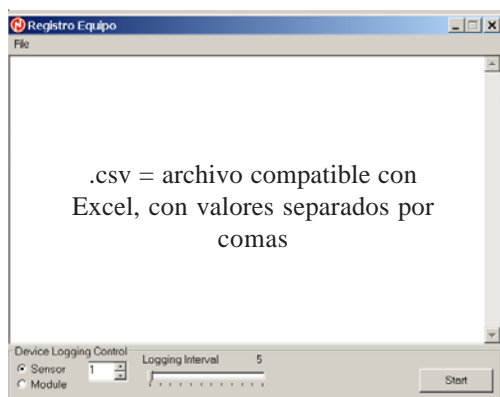 Registro Equipo
File
.csv = archivo compatible con
Excel, con valores separados por
comas
Device Logging Control
Sensor
Module
1
Logging Interval 5
Start